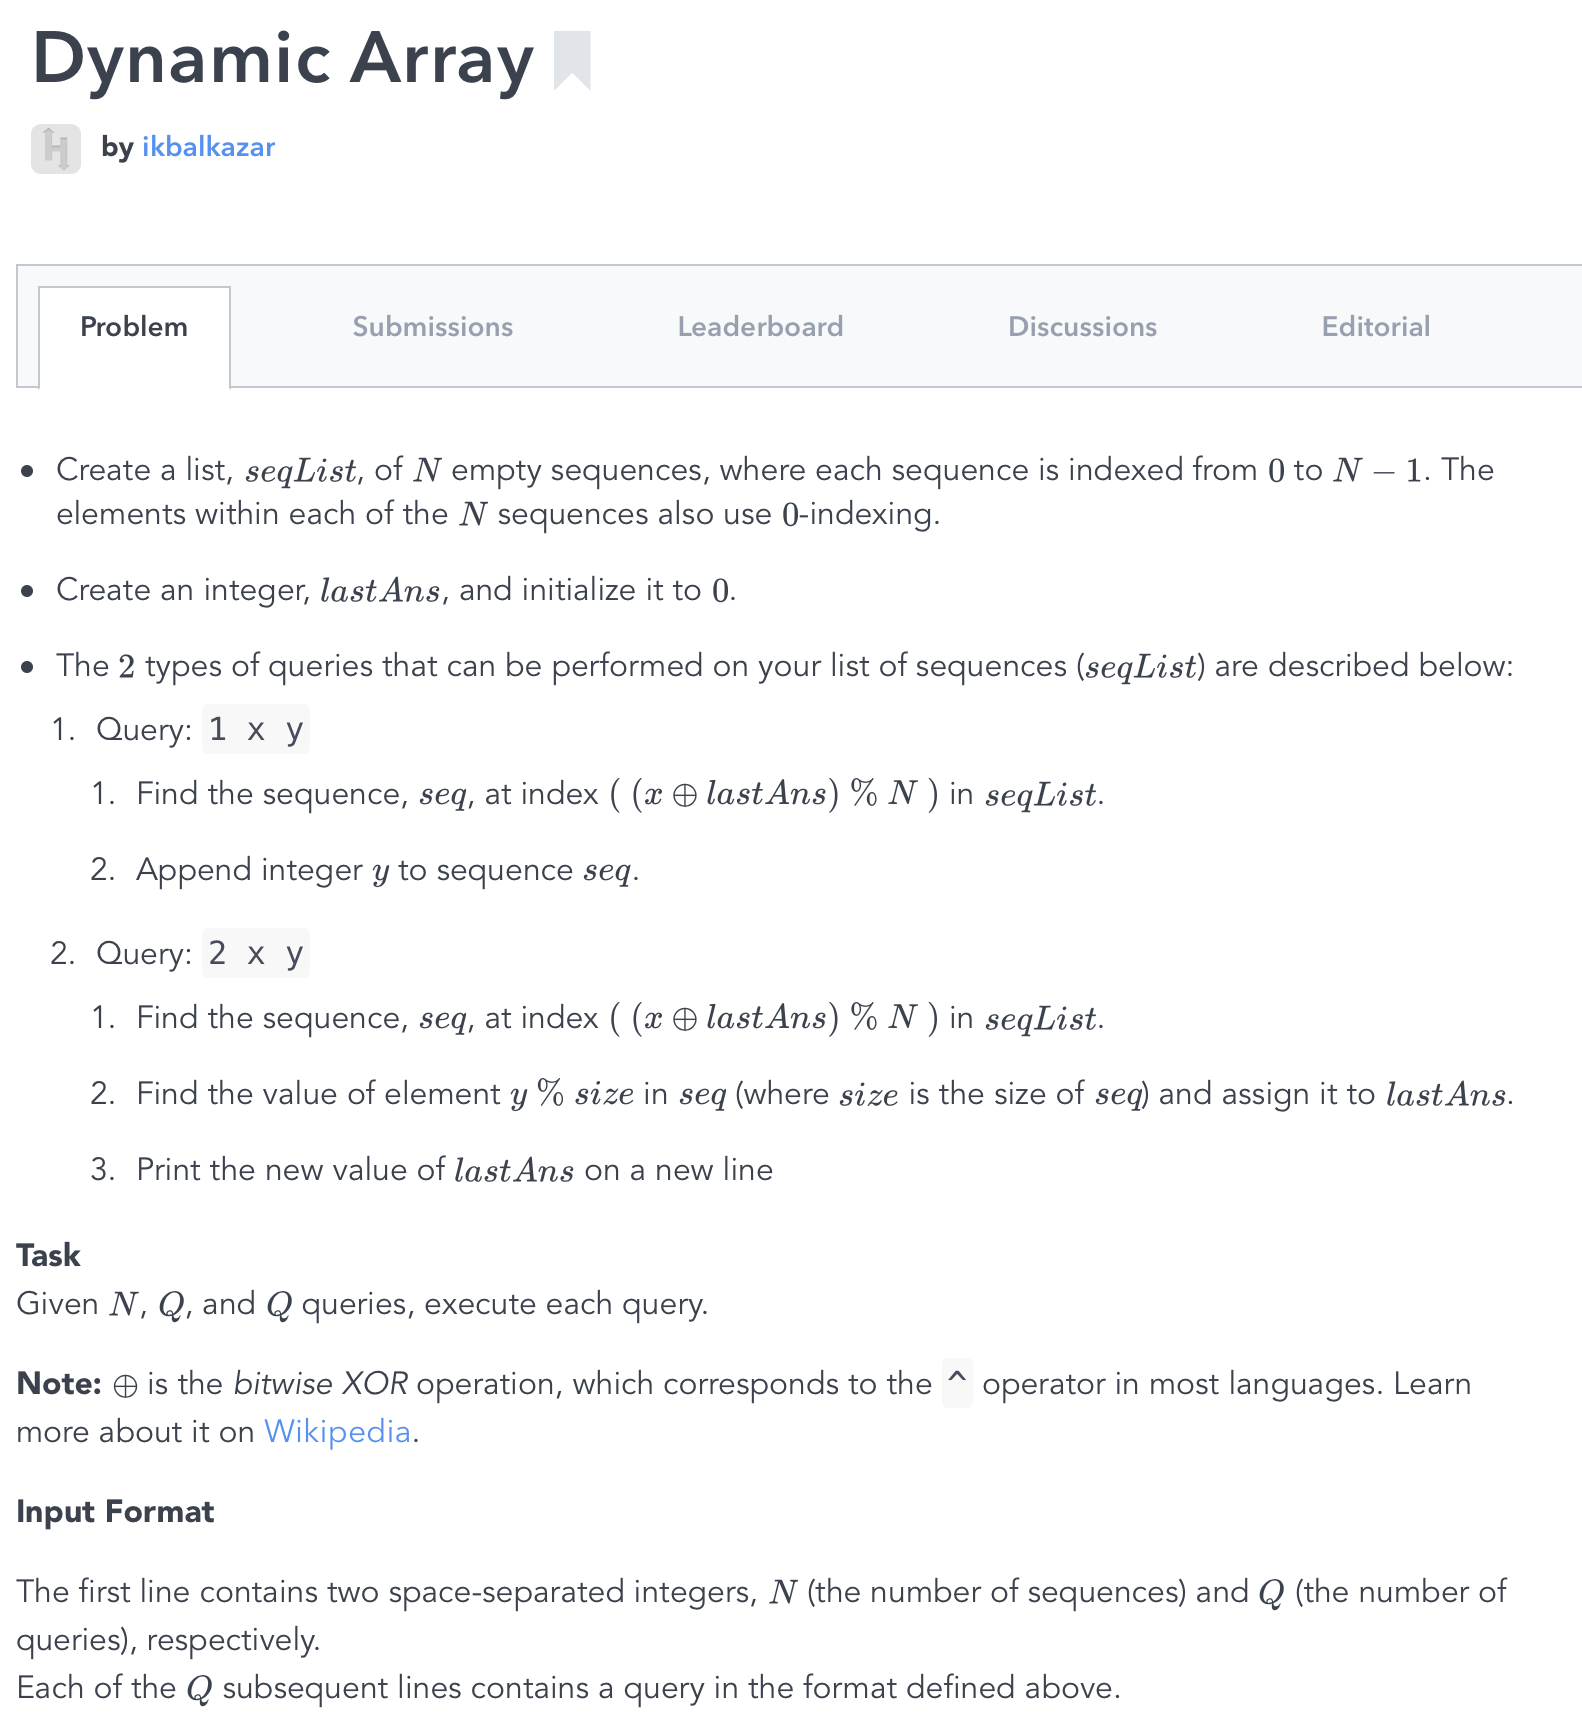 Dynamic Array
H
by ikbalkazar
Problem Submissions Leaderboard Discussions Editorial
• Create a list, seqList, of N empty sequences, where each sequence is indexed from 0 to N − 1. The
elements within each of the N sequences also use 0-indexing.
• Create an integer, lastAns, and initialize it to 0.
• The 2 types of queries that can be performed on your list of sequences (seqList) are described below:
1. Query: 1 x y
1. Find the sequence, seq, at index ( (x ⊕ lastAns) % N ) in seqList.
2. Append integer y to sequence seq.
2. Query: 2 x y
1. Find the sequence, seq, at index ( (x ⊕ lastAns) % N ) in seqList.
2. Find the value of element y % size in seq (where size is the size of seq) and assign it to lastAns.
3. Print the new value of lastAns on a new line
Task
Given N, Q, and Q queries, execute each query.
Note: ⊕ is the bitwise XOR operation, which corresponds to the ^ operator in most languages. Learn
more about it on Wikipedia.
Input Format
The first line contains two space-separated integers, N (the number of sequences) and Q (the number of
queries), respectively.
Each of the Q subsequent lines contains a query in the format defined above.